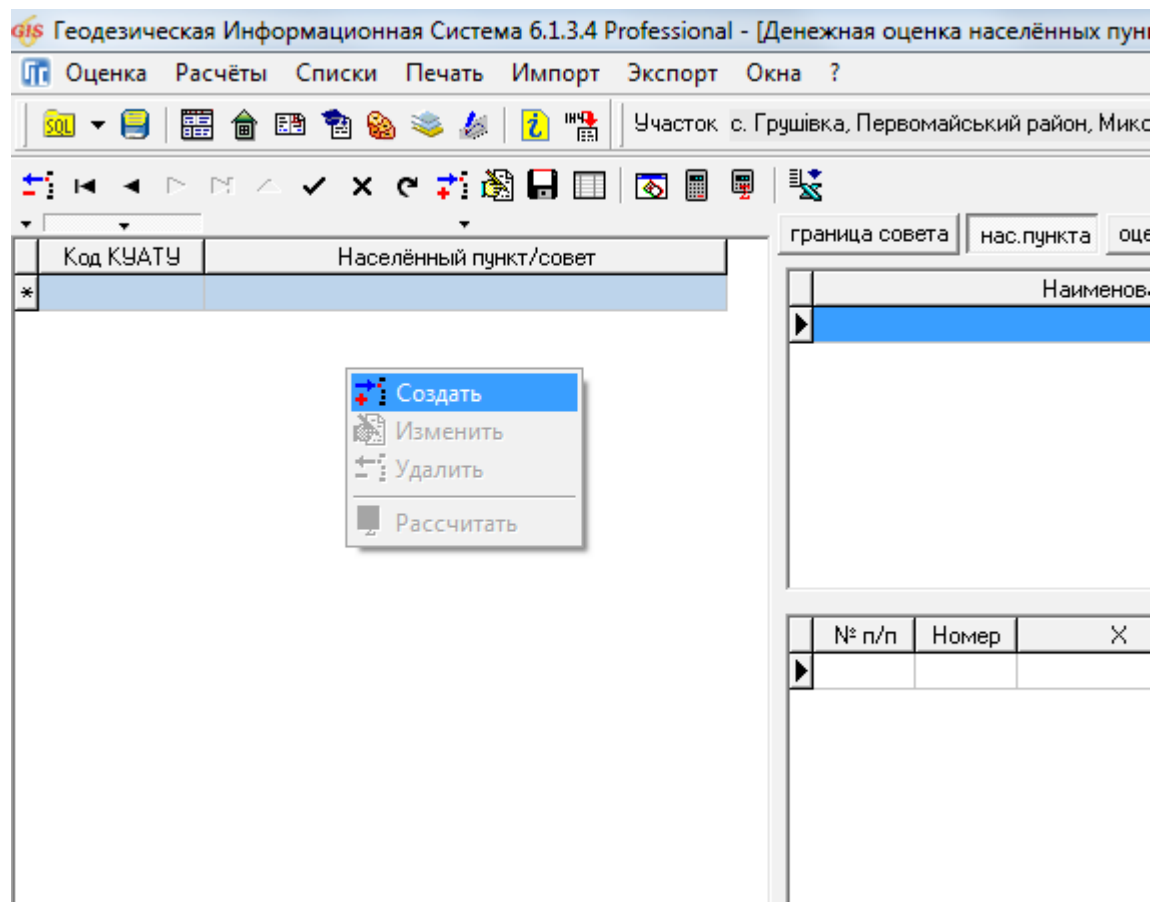 GIS Геодезическая Информационная Система 6.1.3.4 Professional - [Денежная оценка населённых пун
Оценка Расчёты Списки Печать Импорт Экспорт Окна ?
SQL Участок с. Грушівка, Первомайський район, Мико
граница совета нас.пункта оце
Код КУАТУ Населённый пункт/совет
Наименов
Создать
Изменить
Удалить
Рассчитать
№ п/п Номер X